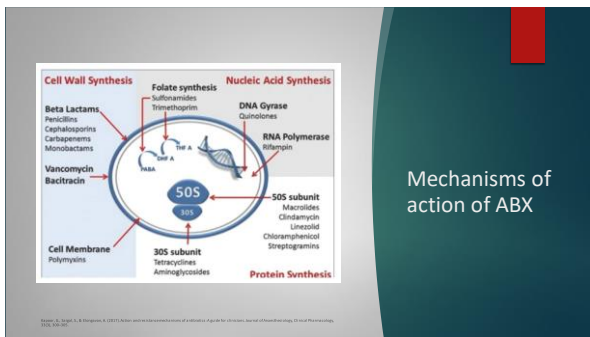 Cell Wall Synthesis
Beta Lactams
Penicillins
Cephalosporins
Carbapenems
Monobactams
Vancomycin
Bacitracin
Cell Membrane
Polymyxins
Folate synthesis
Sulfonamides
Trimethoprim
PABA
DHF A
THF A
Nucleic Acid Synthesis
DNA Gyrase
Quinolones
RNA Polymerase
Rifampin
50S
30S
50S subunit
Macrolides
Clindamycin
Linezolid
Chloramphenicol
Streptogramins
30S subunit
Tetracyclines
Aminoglycosides
Protein Synthesis
Mechanisms of
action of ABX